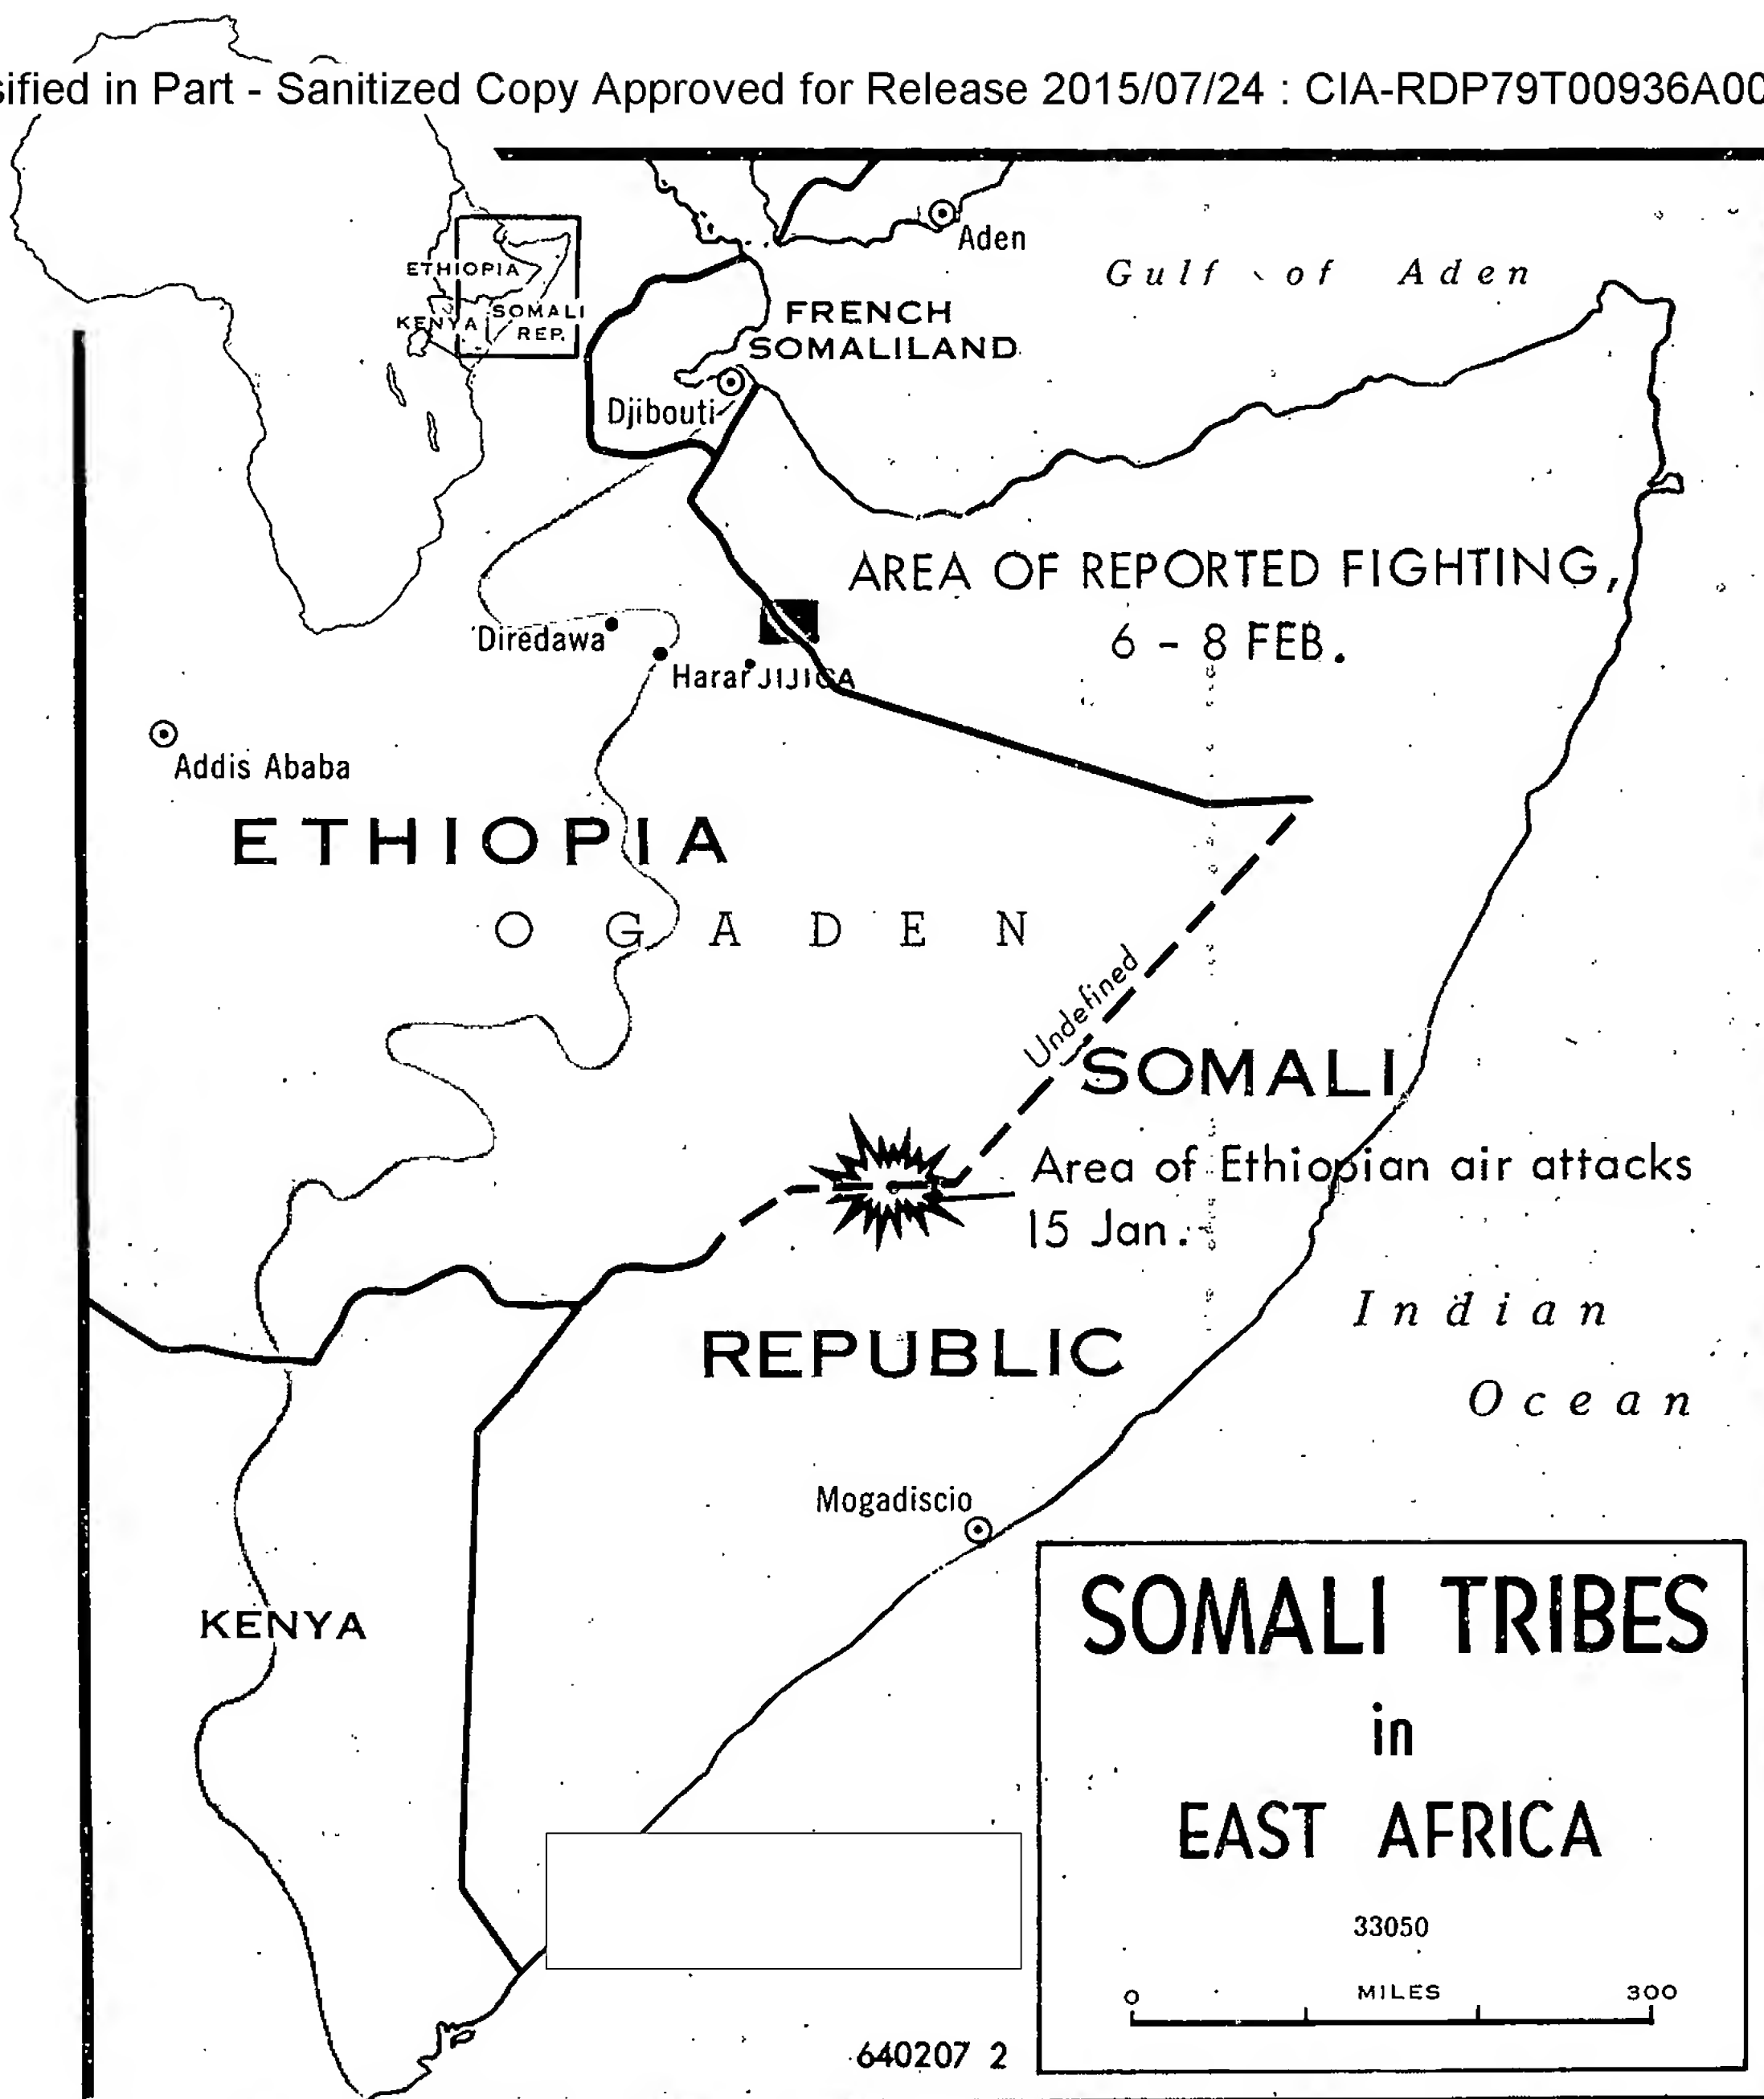 sified in Part - Sanitized Copy Approved for Release 2015/07/24 : CIA-RDP79T00936A00
ETHIOPIA
KENYA
SOMALI
REP.
Aden
Gulf of Aden
FRENCH
SOMALILAND
Djibouti
AREA OF REPORTED FIGHTING,
6 - 8 FEB.
Diredawa
Harar
JIJIGA
Addis Ababa
ETHIOPIA
OGADEN
Undefined
SOMALI
Area of Ethiopian air attacks
15 Jan.
REPUBLIC
Indian
Ocean
Mogadiscio
KENYA
SOMALI TRIBES
in
EAST AFRICA
33050
0 MILES 300
640207 2